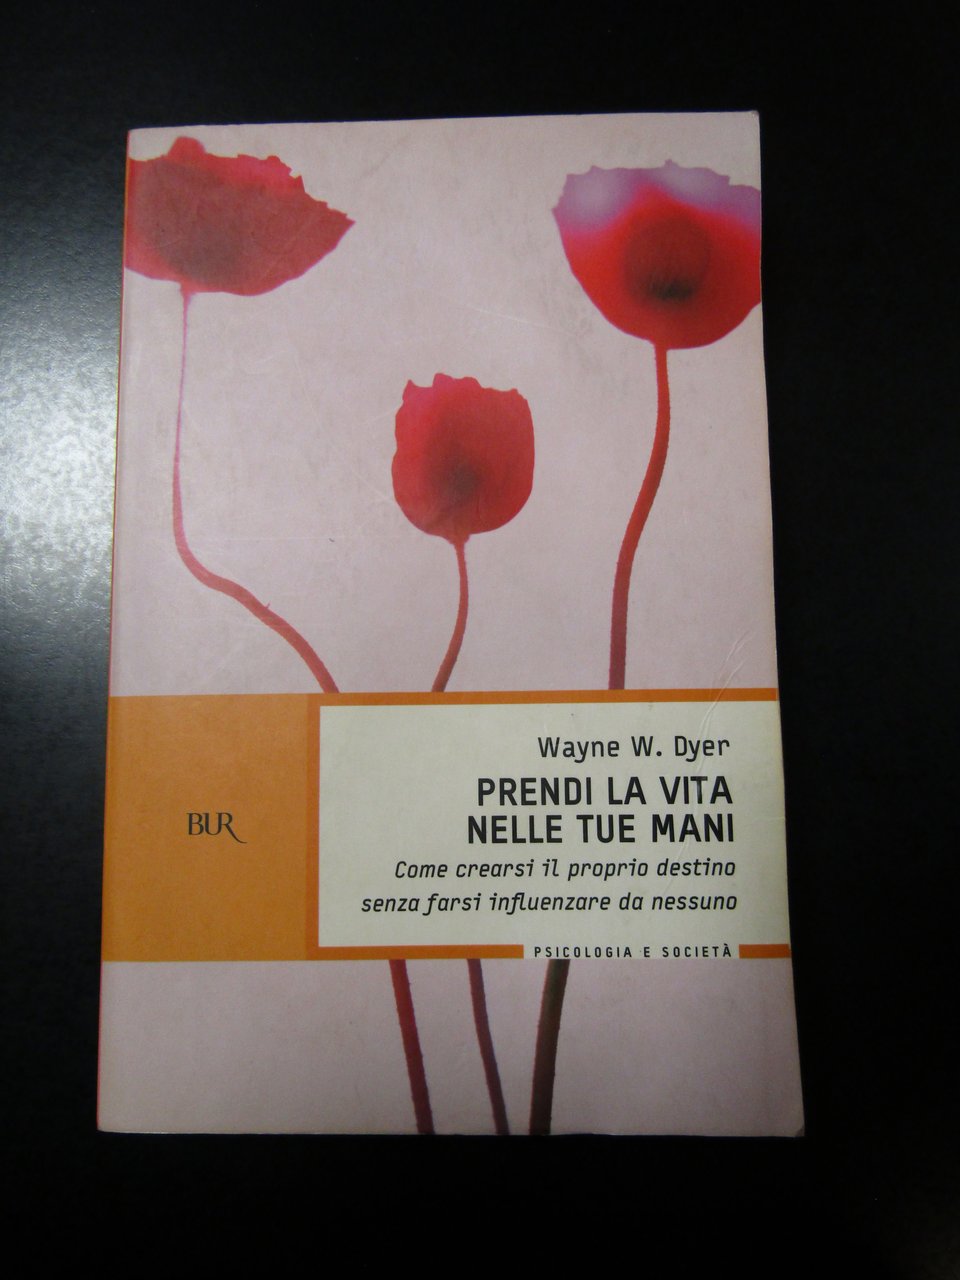 Wayne W. Dyer
PRENDI LA VITA
NELLE TUE MANI
Come crearsi il proprio destino
senza farsi influenzare da nessuno
BUR
PSICOLOGIA E SOCIETÀ